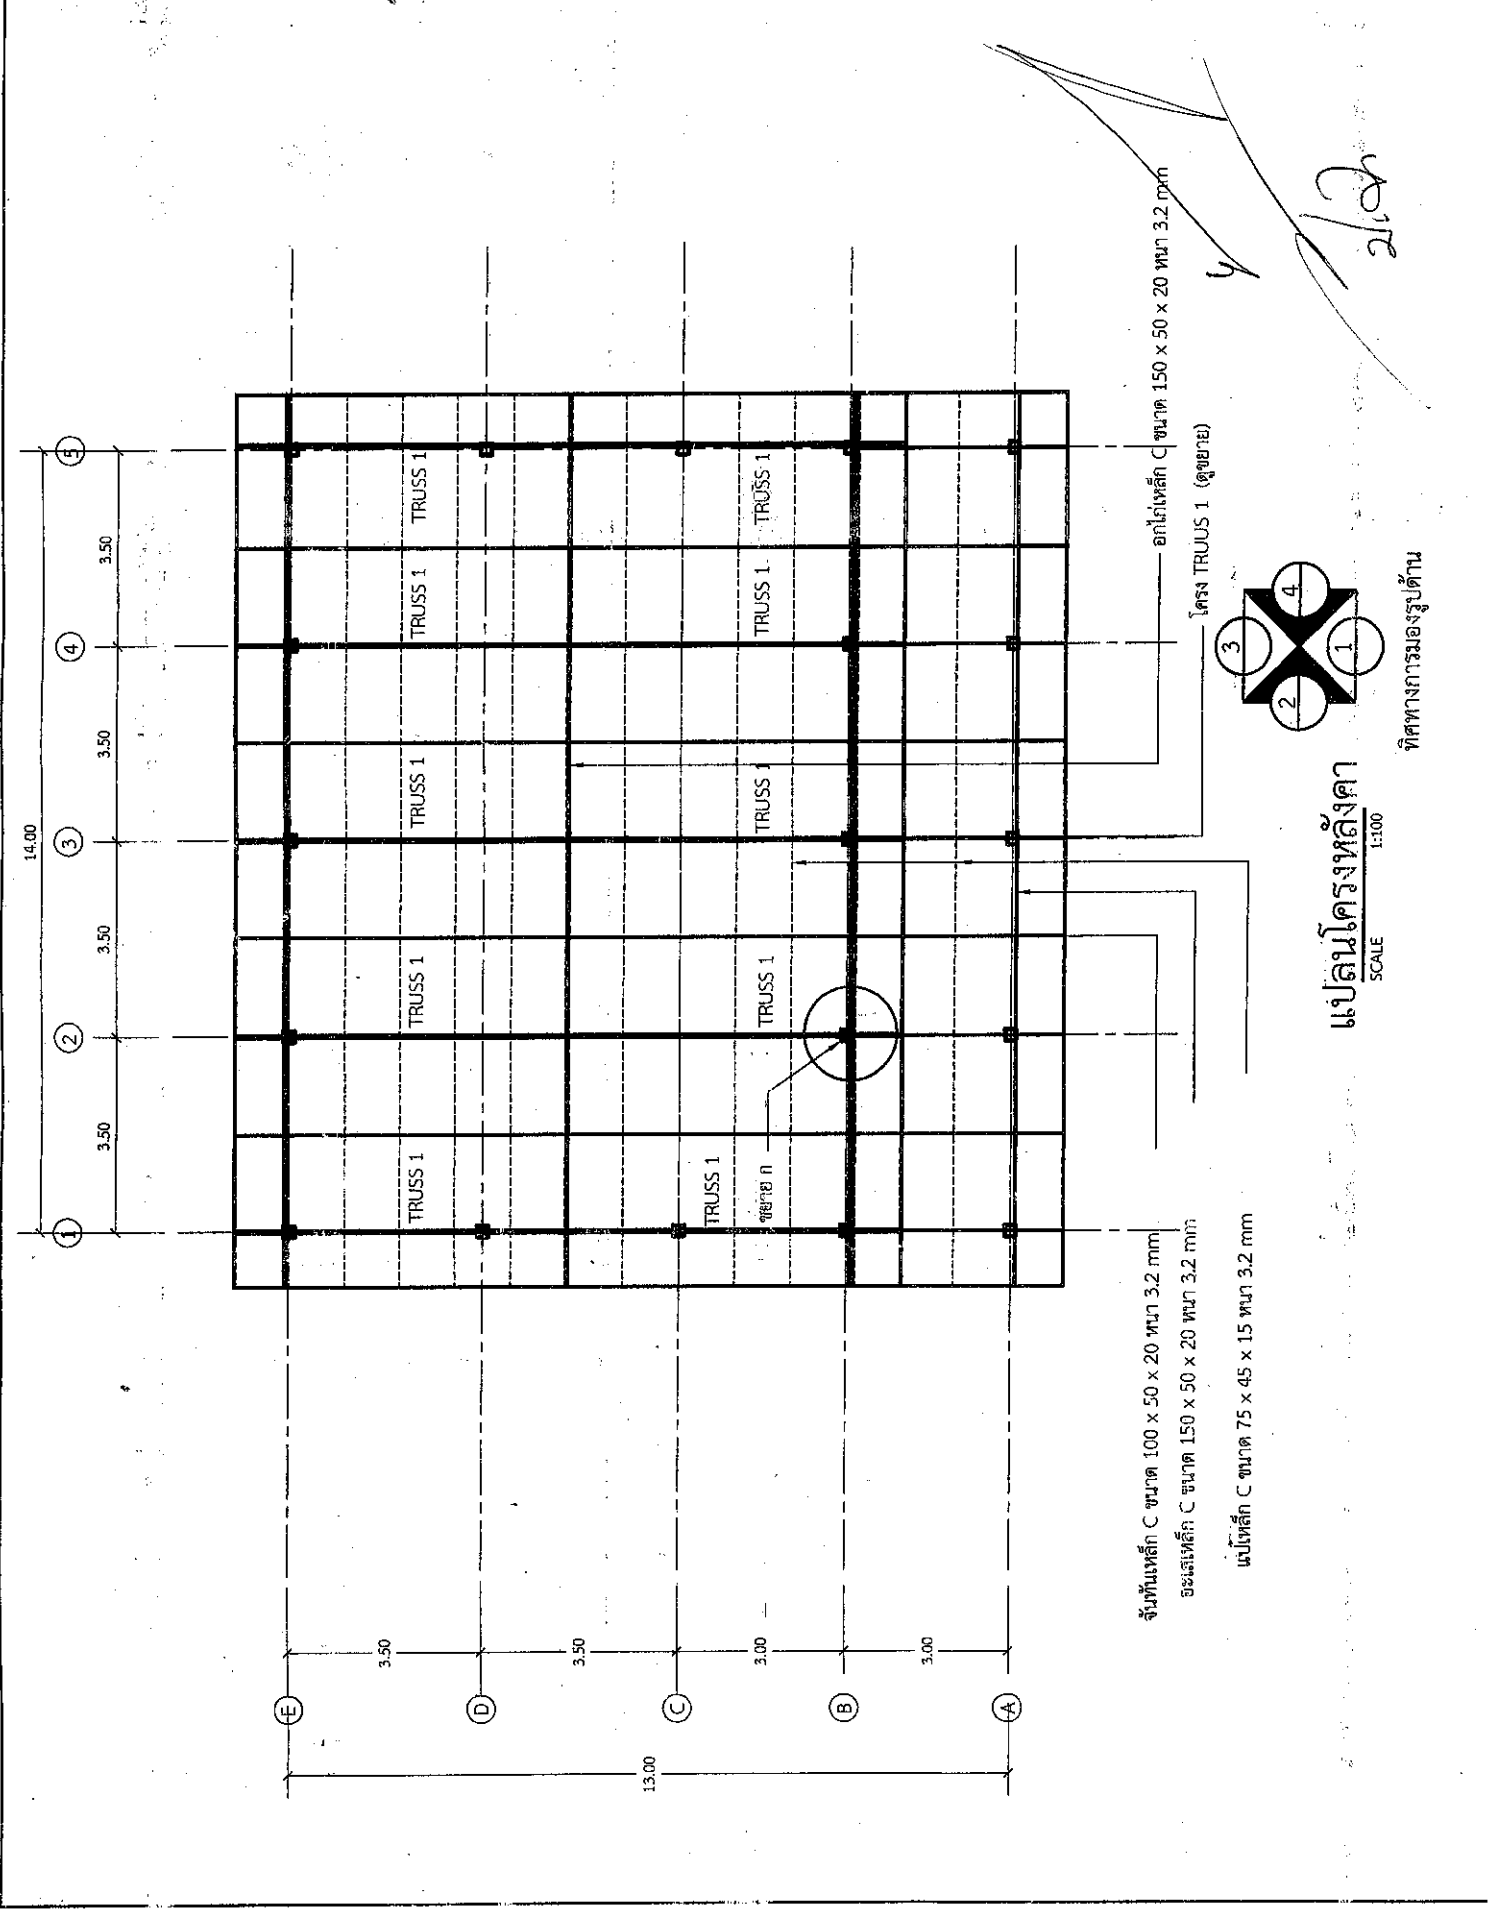 14.00
3.50
3.50
3.50
3.50
1
2
3
4
5
E
D
C
B
A
3.50
3.50
3.00
3.00
13.00
TRUSS 1
TRUSS 1
TRUSS 1
TRUSS 1
TRUSS 1
TRUSS 1
TRUSS 1
TRUSS 1
TRUSS 1
TRUSS 1
ขยาย ก
อกไก่เหล็ก C ขนาด 150 x 50 x 20 หนา 3.2 mm
โครง TRUUS 1 (ดูขยาย)
จันทันเหล็ก C ขนาด 100 x 50 x 20 หนา 3.2 mm
อะเสเหล็ก C ขนาด 150 x 50 x 20 หนา 3.2 mm
แปเหล็ก C ขนาด 75 x 45 x 15 หนา 3.2 mm
แปลนโครงหลังคา
SCALE 1:100
1
2
3
4
ทิศทางการมองรูปด้าน